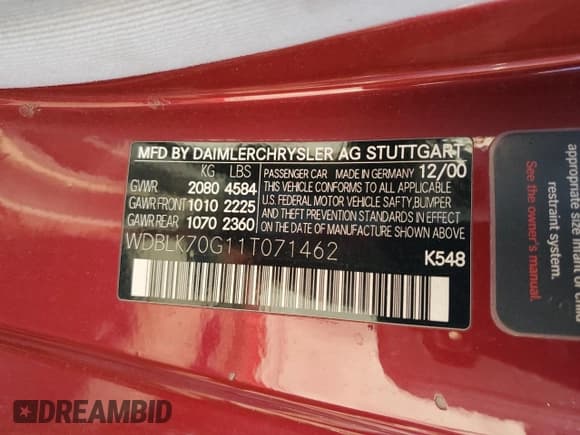 MFD BY DAIMLERCHRYSLER AG STUTTGART
KG LBS PASSENGER CAR MADE IN GERMANY 12/00
GVWR 2080 4584 THIS VEHICLE CONFORMS TO ALL APPLICABLE
GAWR FRONT 1010 2225 U.S. FEDERAL MOTOR VEHICLE SAFETY,BUMPER
GAWR REAR 1070 2360 AND THEFT PREVENTION STANDARDS IN EFFECT
ON THE DATE OF MANUFACTURE SHOWN ABOVE
WDBLK70G11T071462
K548
appropriate size
restraint system.
See the owner's manual.
DREAMBID